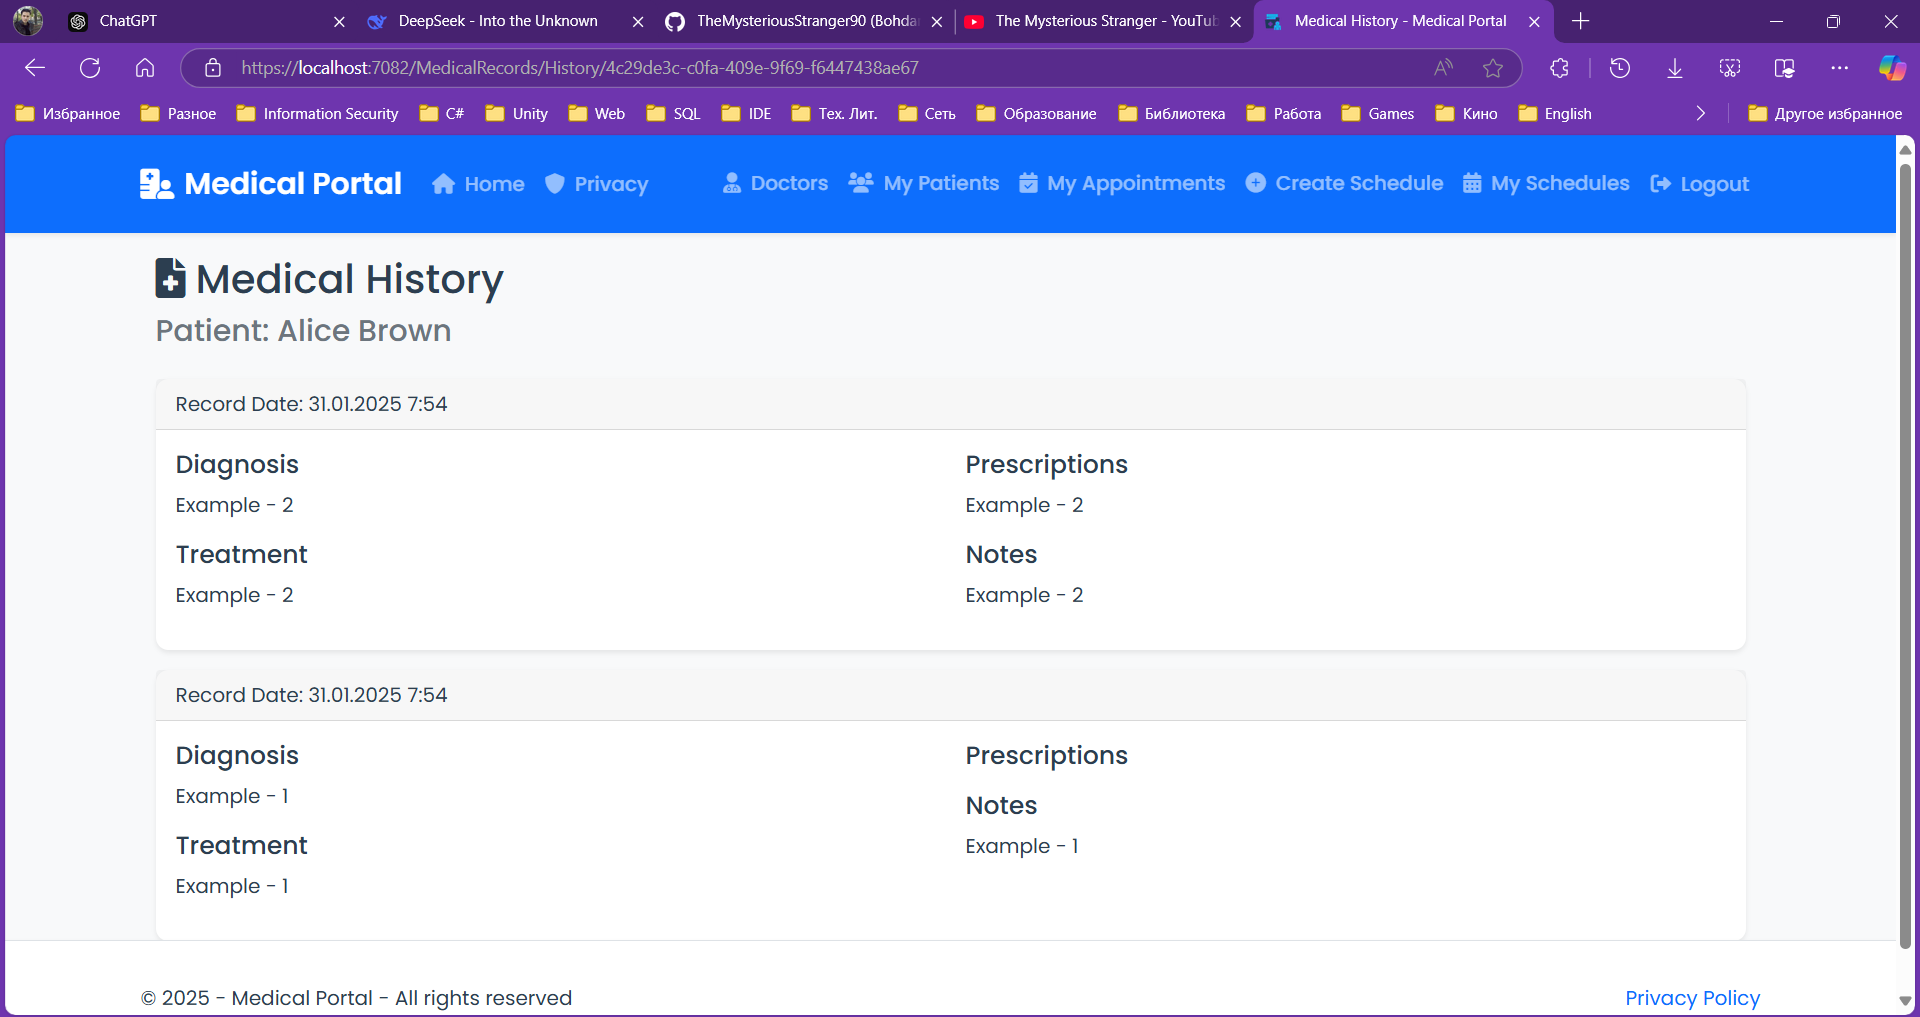 ChatGPT
DeepSeek - Into the Unknown
TheMysteriousStranger90 (Bohda
The Mysterious Stranger - YouTub
Medical History - Medical Portal
https://localhost:7082/MedicalRecords/History/4c29de3c-c0fa-409e-9f69-f6447438ae67
Избранное Разное Information Security C# Unity Web SQL IDE Тех. Лит. Сеть Образование Библиотека Работа Games Кино English Другое избранное
Medical Portal Home Privacy Doctors My Patients My Appointments Create Schedule My Schedules Logout
Medical History
Patient: Alice Brown
Record Date: 31.01.2025 7:54
Diagnosis
Example - 2
Treatment
Example - 2
Prescriptions
Example - 2
Notes
Example - 2
Record Date: 31.01.2025 7:54
Diagnosis
Example - 1
Treatment
Example - 1
Prescriptions
Notes
Example - 1
© 2025 - Medical Portal - All rights reserved
Privacy Policy